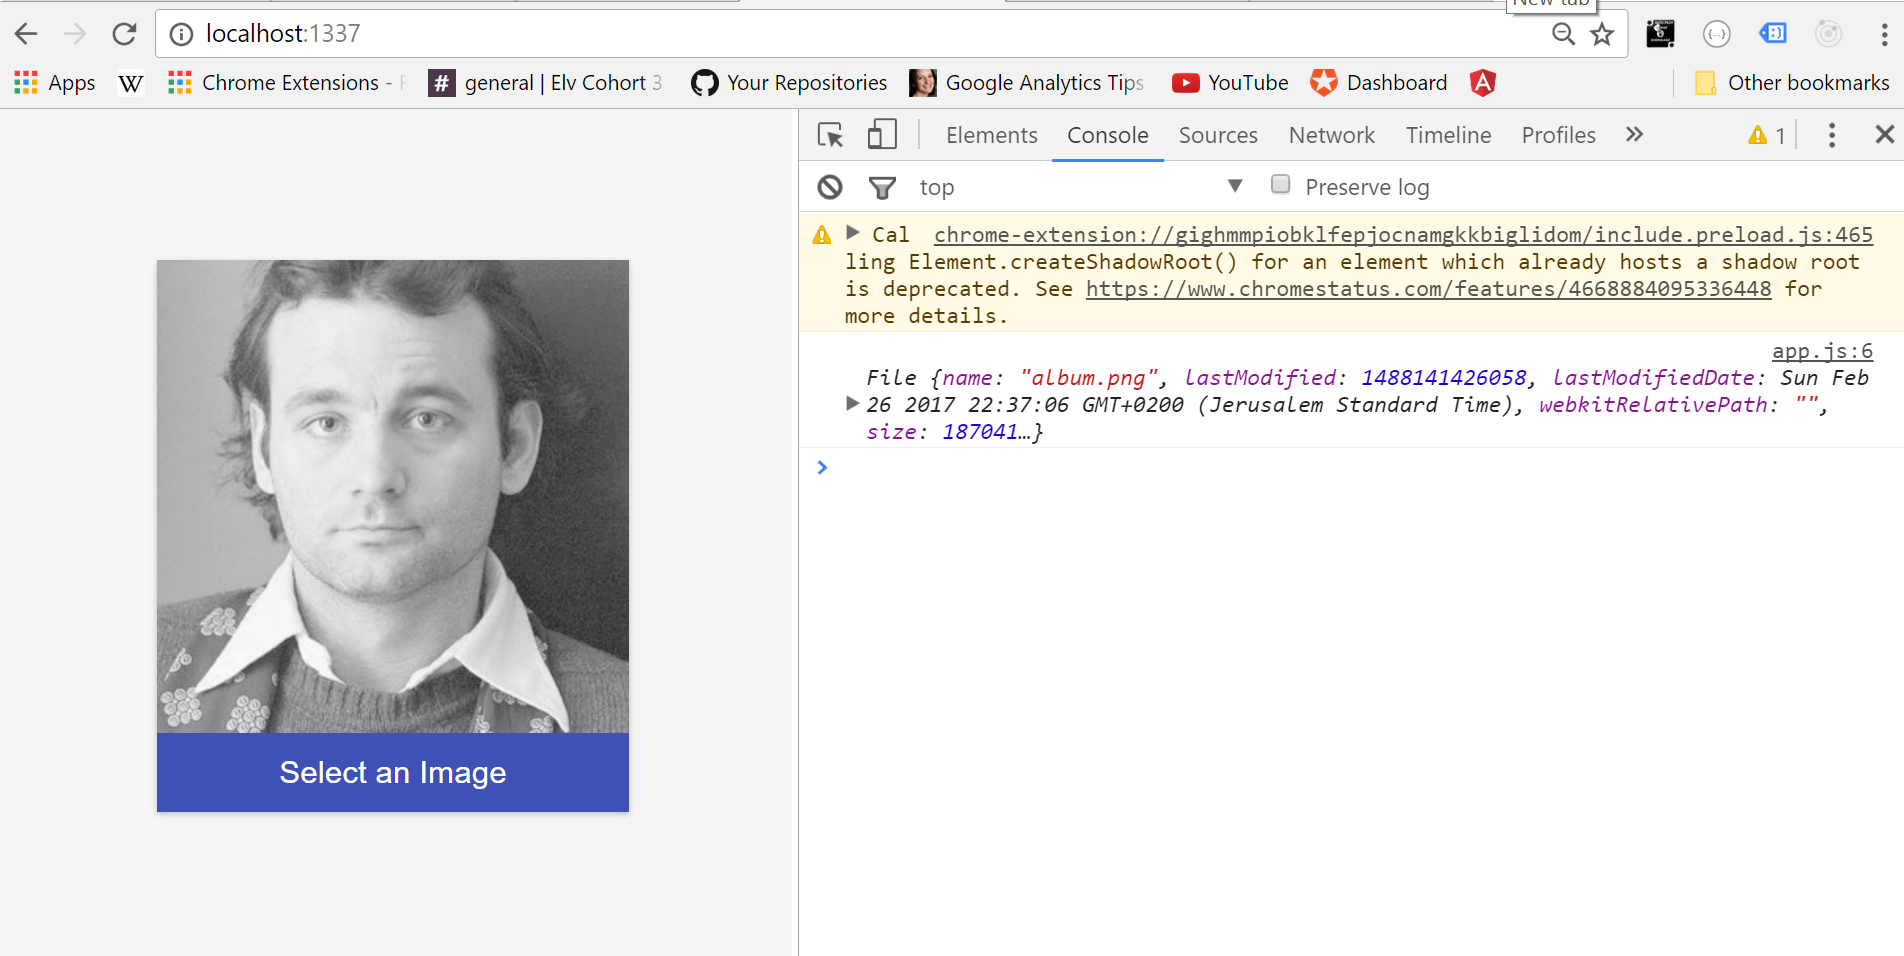 New tab
localhost:1337
Apps
W
Chrome Extensions -
# general | Elv Cohort 3
Your Repositories
Google Analytics Tips
YouTube
Dashboard
Other bookmarks
Elements Console Sources Network Timeline Profiles » 1
top Preserve log
Cal chrome-extension://gighmmpiobklfepjocnamgkkbiglidom/include.preload.js:465
ling Element.createShadowRoot() for an element which already hosts a shadow root
is deprecated. See https://www.chromestatus.com/features/4668884095336448 for
more details.
app.js:6
File {name: "album.png", lastModified: 1488141426058, lastModifiedDate: Sun Feb
26 2017 22:37:06 GMT+0200 (Jerusalem Standard Time), webkitRelativePath: "",
size: 187041…}
Select an Image